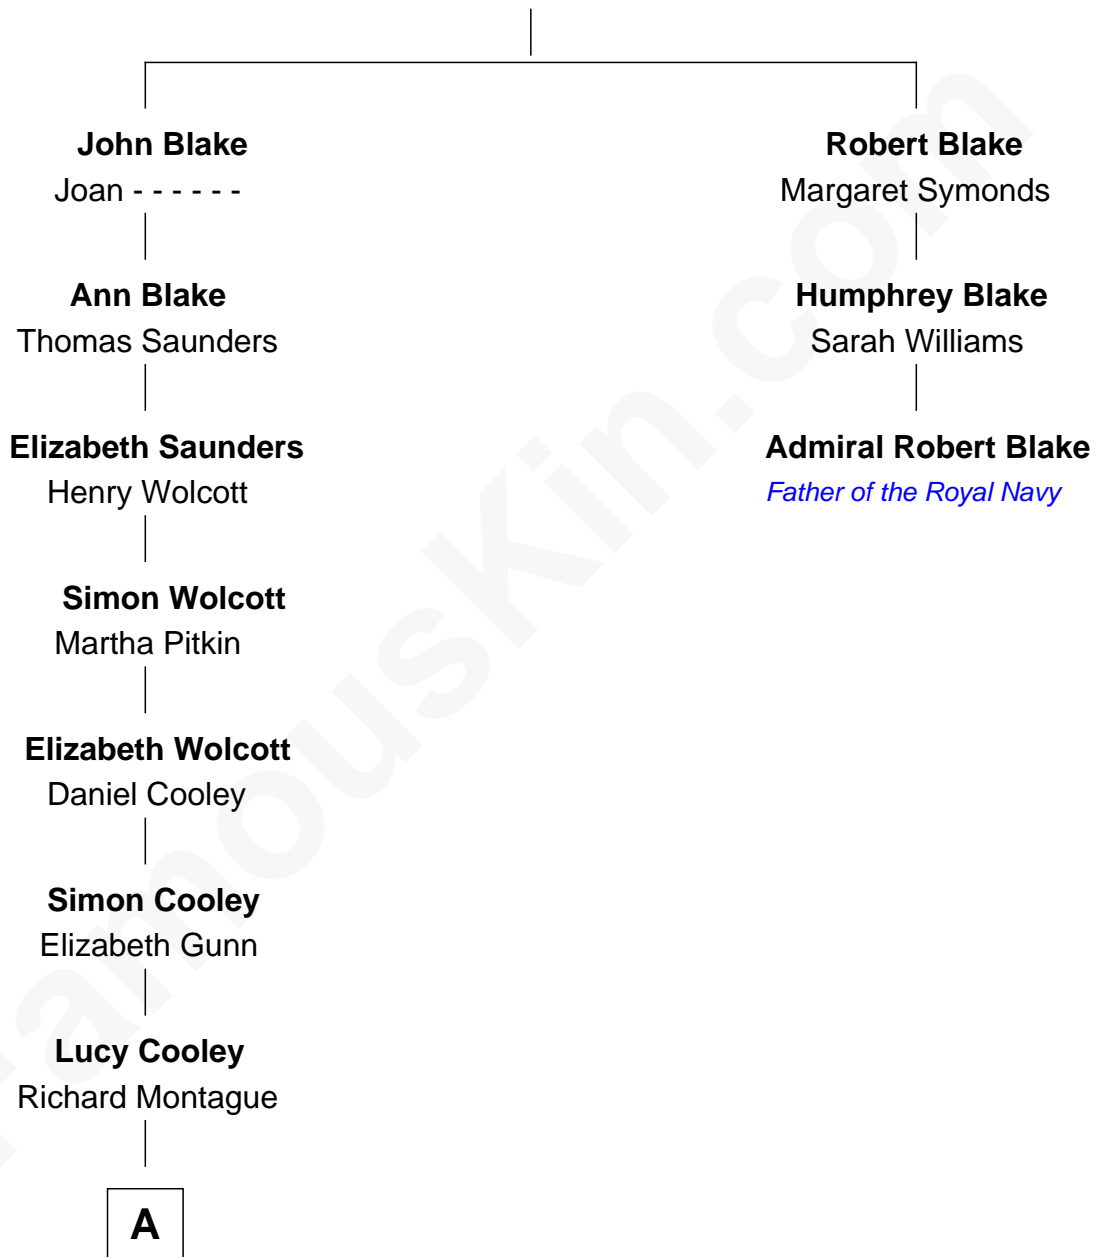 John Blake
Joan - - - - - -
Robert Blake
Margaret Symonds
Ann Blake
Thomas Saunders
Humphrey Blake
Sarah Williams
Elizabeth Saunders
Henry Wolcott
Admiral Robert Blake
Father of the Royal Navy
Simon Wolcott
Martha Pitkin
Elizabeth Wolcott
Daniel Cooley
Simon Cooley
Elizabeth Gunn
Lucy Cooley
Richard Montague
A
FamousKin.com